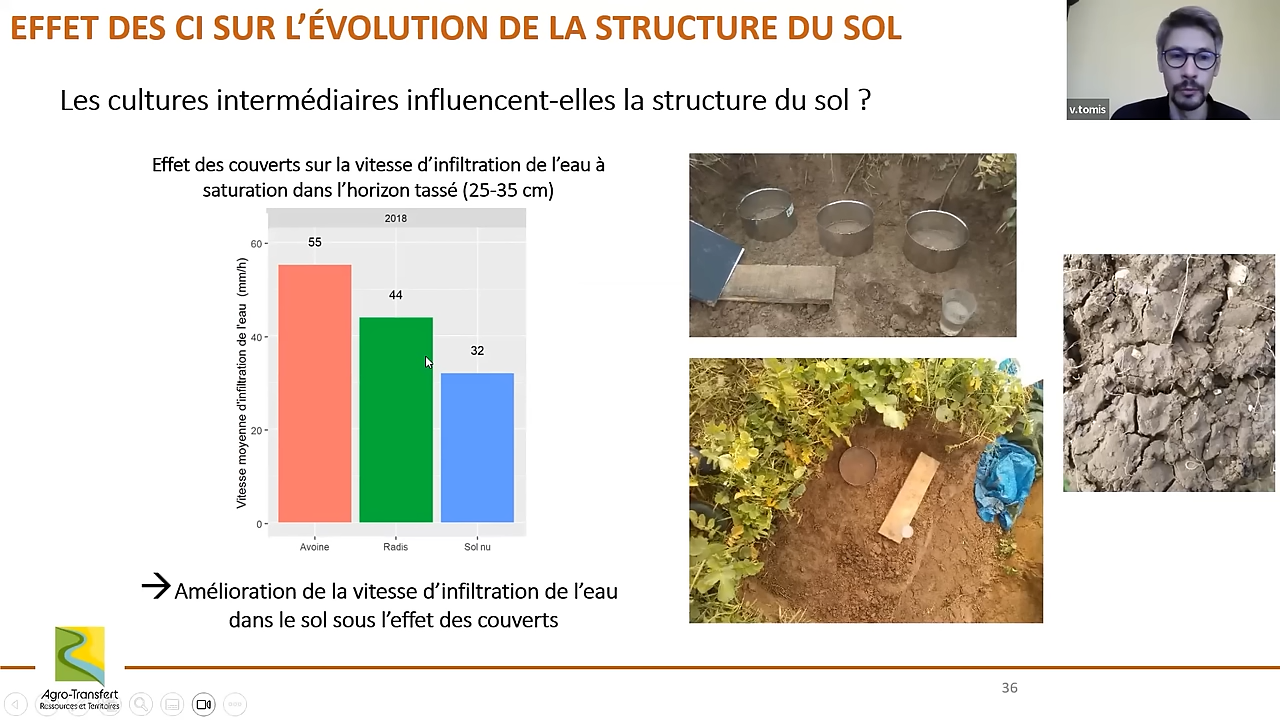 EFFET DES CI SUR L'ÉVOLUTION DE LA STRUCTURE DU SOL
v.tomis
Les cultures intermédiaires influencent-elles la structure du sol ?
Effet des couverts sur la vitesse d'infiltration de l'eau à
saturation dans l'horizon tassé (25-35 cm)
2018
Vitesse moyenne d'infiltration de l'eau (mm/h)
60
40
20
0
55
44
32
Avoine
Radis
Sol nu
→Amélioration de la vitesse d'infiltration de l'eau
dans le sol sous l'effet des couverts
Agro-Transfert
Ressources et Territoires
36